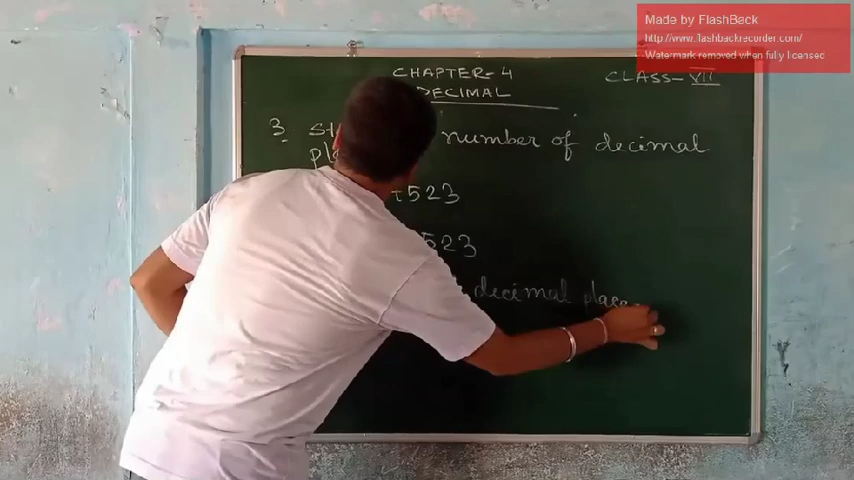 Made by FlashBack
http://www.flashbackrecorder.com/
Watermark removed when fully licensed
CHAPTER-4
CLASS-VII
DECIMAL
3. number of decimal
523
523
decimal place